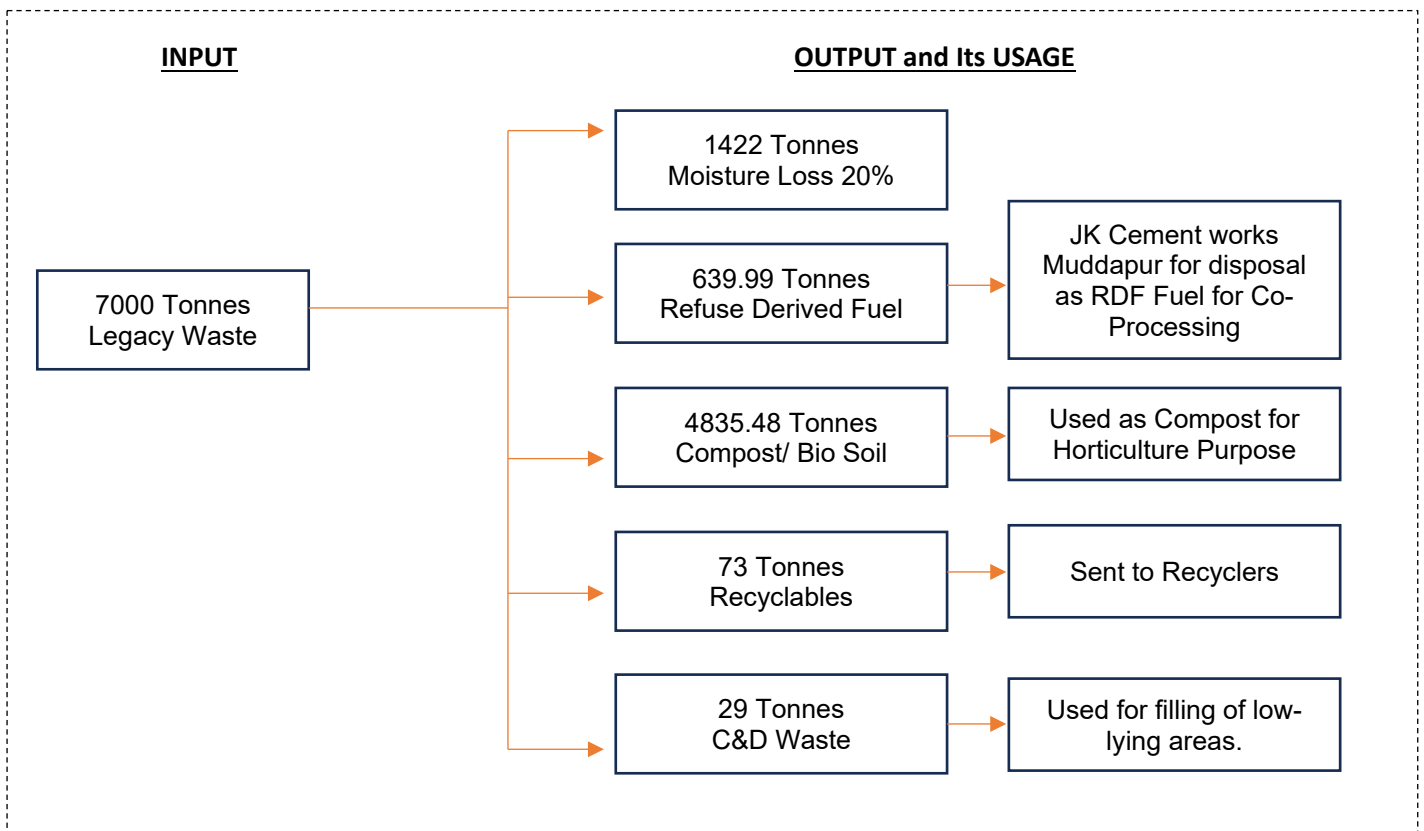 INPUT
OUTPUT and Its USAGE
7000 Tonnes
Legacy Waste
1422 Tonnes
Moisture Loss 20%
639.99 Tonnes
Refuse Derived Fuel
JK Cement works
Muddapur for disposal
as RDF Fuel for Co-
Processing
4835.48 Tonnes
Compost/ Bio Soil
Used as Compost for
Horticulture Purpose
73 Tonnes
Recyclables
Sent to Recyclers
29 Tonnes
C&D Waste
Used for filling of low-
lying areas.